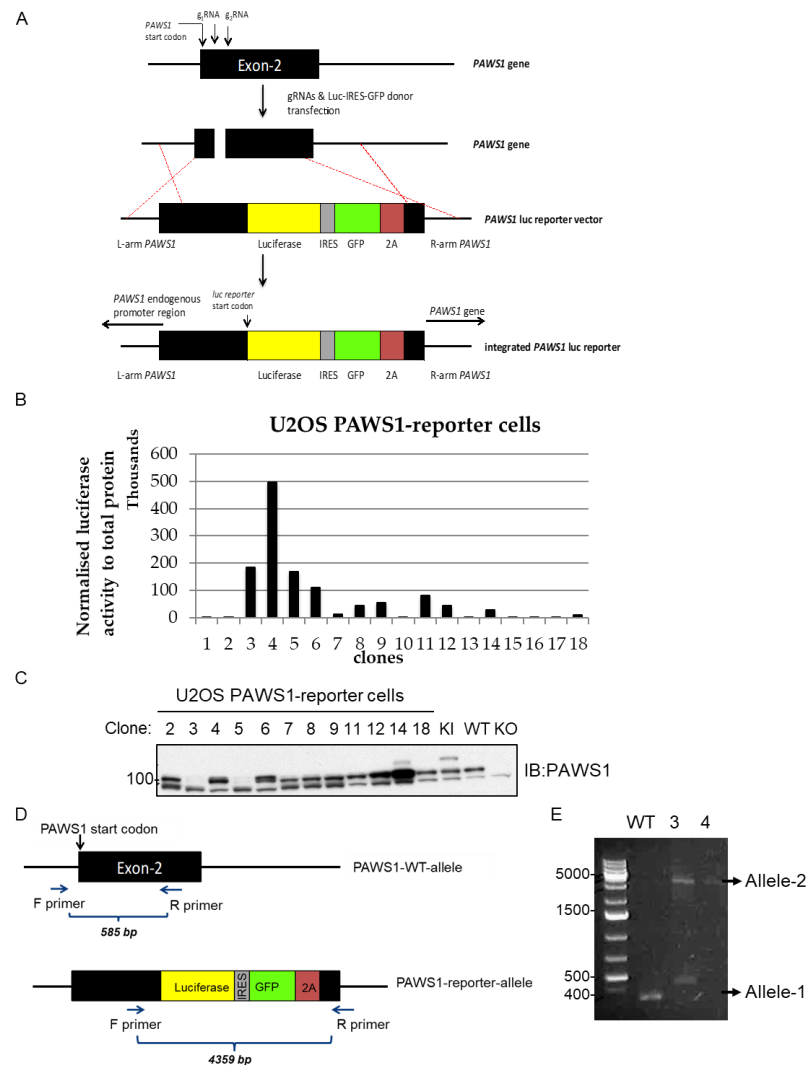 A
g1RNA g2RNA
PAWS1
start codon
Exon-2
PAWS1 gene
gRNAs & Luc-IRES-GFP donor
transfection
PAWS1 gene
PAWS1 luc reporter vector
L-arm PAWS1 Luciferase IRES GFP 2A R-arm PAWS1
PAWS1 endogenous
promoter region
luc reporter
start codon
PAWS1 gene
integrated PAWS1 luc reporter
L-arm PAWS1 Luciferase IRES GFP 2A R-arm PAWS1
B
U2OS PAWS1-reporter cells
Normalised luciferase
activity to total protein
Thousands
600
500
400
300
200
100
0
1 2 3 4 5 6 7 8 9 10 11 12 13 14 15 16 17 18
clones
C
U2OS PAWS1-reporter cells
Clone: 2 3 4 5 6 7 8 9 11 12 14 18 KI WT KO
100
IB:PAWS1
D
PAWS1 start codon
Exon-2
PAWS1-WT-allele
F primer R primer
585 bp
Luciferase IRES GFP 2A
PAWS1-reporter-allele
F primer R primer
4359 bp
E
WT 3 4
5000
1500
500
400
Allele-2
Allele-1